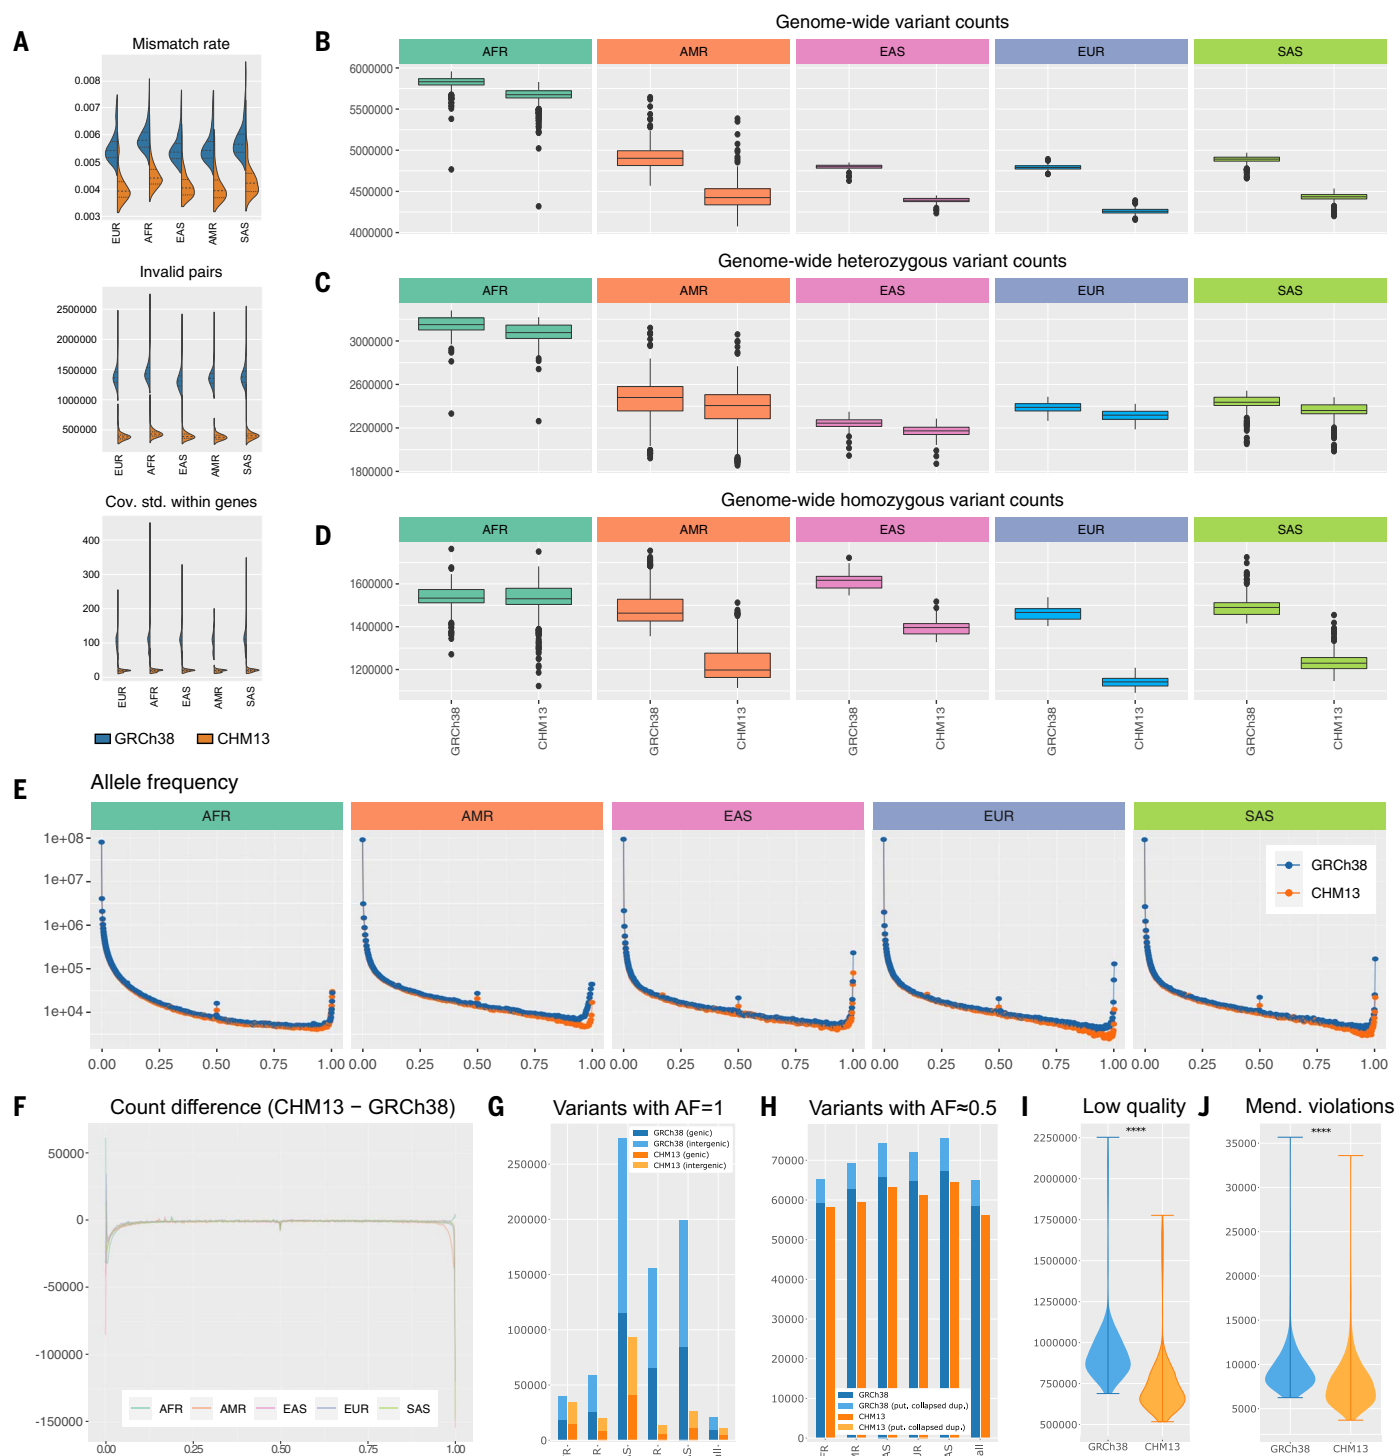 A
Mismatch rate
0.008
0.007
0.006
0.005
0.004
0.003
EUR
AFR
EAS
AMR
SAS
Invalid pairs
2500000
2000000
1500000
1000000
500000
EUR
AFR
EAS
AMR
SAS
Cov. std. within genes
400
300
200
100
0
EUR
AFR
EAS
AMR
SAS
GRCh38 CHM13
B
Genome-wide variant counts
AFR AMR EAS EUR SAS
6000000
5500000
5000000
4500000
4000000
C
Genome-wide heterozygous variant counts
AFR AMR EAS EUR SAS
3000000
2600000
2200000
1800000
D
Genome-wide homozygous variant counts
AFR AMR EAS EUR SAS
1600000
1400000
1200000
GRCh38 CHM13 GRCh38 CHM13 GRCh38 CHM13 GRCh38 CHM13 GRCh38 CHM13
E
Allele frequency
AFR AMR EAS EUR SAS
1e+08
1e+07
1e+06
1e+05
1e+04
GRCh38
CHM13
0.00 0.25 0.50 0.75 1.00 0.00 0.25 0.50 0.75 1.00 0.00 0.25 0.50 0.75 1.00 0.00 0.25 0.50 0.75 1.00 0.00 0.25 0.50 0.75 1.00
F
Count difference (CHM13 − GRCh38)
50000
0
-50000
-100000
-150000
AFR AMR EAS EUR SAS
0.00 0.25 0.50 0.75 1.00
G
Variants with AF=1
GRCh38 (genic)
GRCh38 (intergenic)
CHM13 (genic)
CHM13 (intergenic)
250000
200000
150000
100000
50000
0
R- R- S- R- S- all-
H
Variants with AF≈0.5
70000
60000
50000
40000
30000
20000
10000
0
GRCh38
GRCh38 (put. collapsed dup.)
CHM13
CHM13 (put. collapsed dup.)
FR MR AS UR AS all
I
Low quality
****
2250000
2000000
1750000
1500000
1250000
1000000
750000
500000
GRCh38 CHM13
J
Mend. violations
****
35000
30000
25000
20000
15000
10000
5000
GRCh38 CHM13